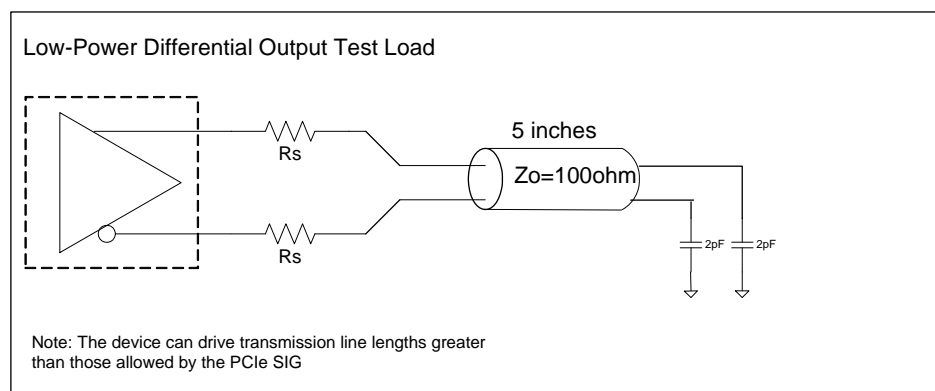 Low-Power Differential Output Test Load
Rs
Rs
5 inches
Zo=100ohm
2pF
2pF
Note: The device can drive transmission line lengths greater
than those allowed by the PCIe SIG